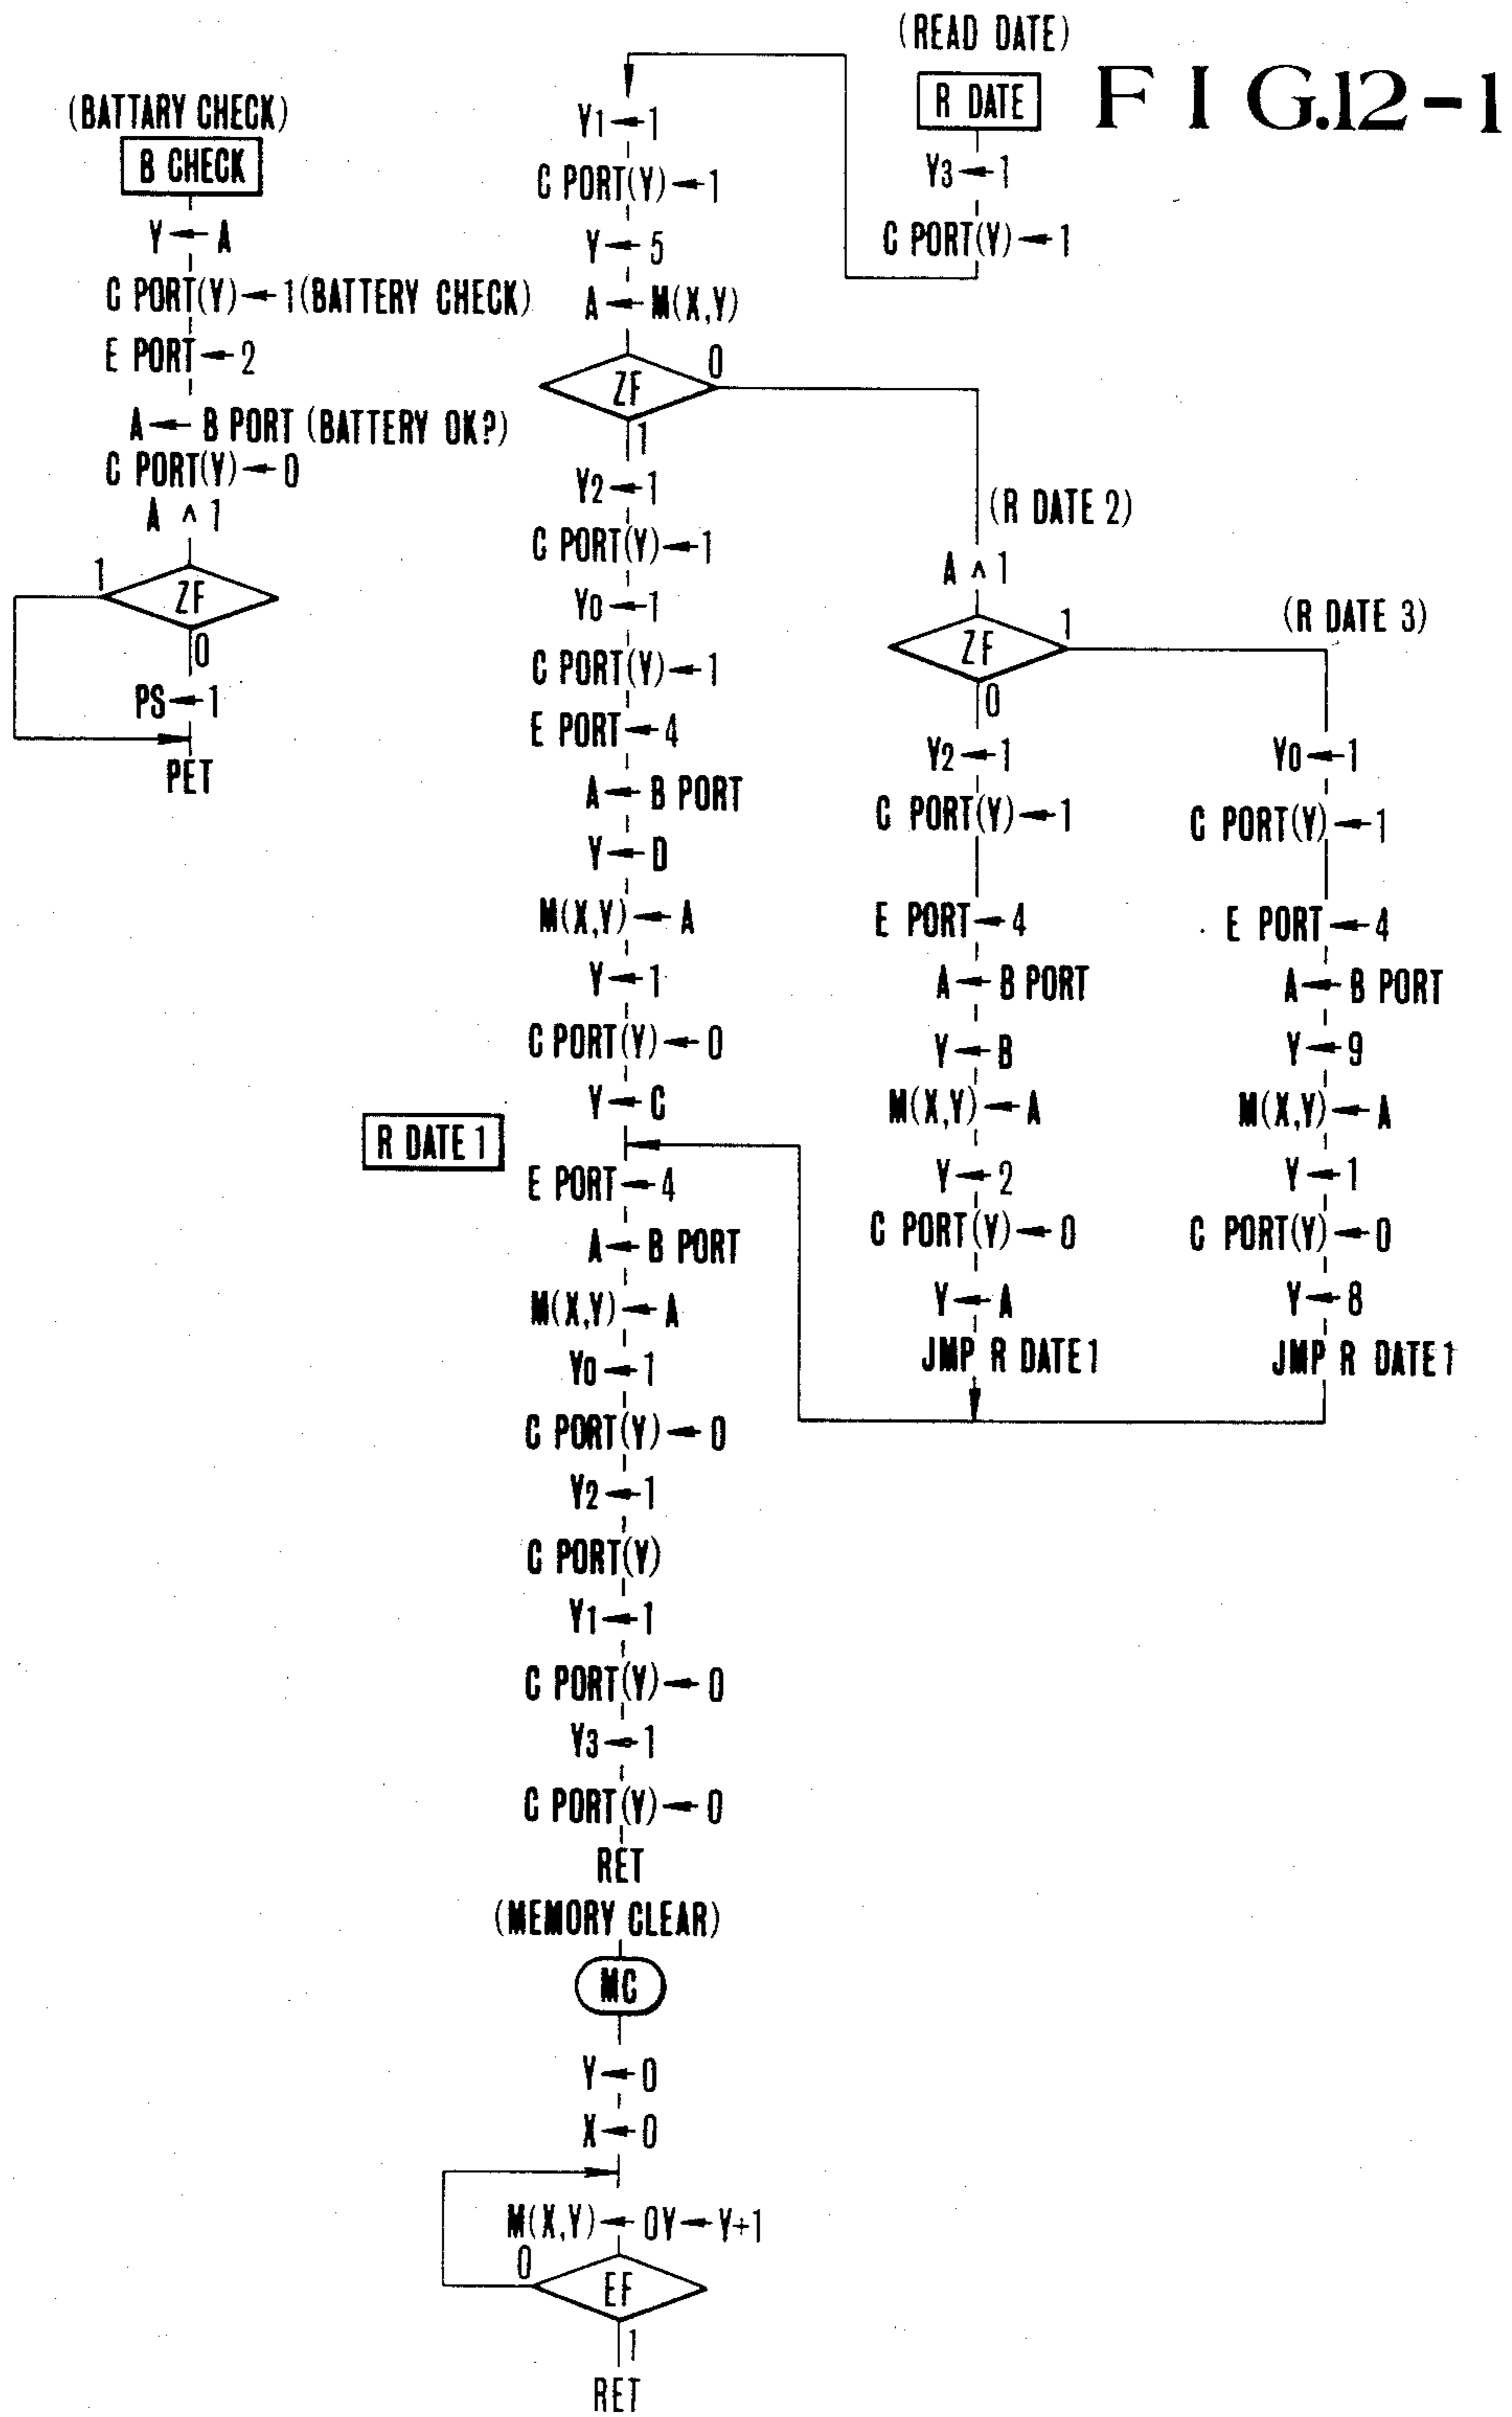 FIG.12-1
(BATTARY CHECK)
B CHECK
Y←A
C PORT(Y)←1(BATTERY CHECK)
E PORT←2
A←B PORT (BATTERY OK?)
C PORT(Y)←0
A ∧ 1
1
ZF
0
PS←1
PET
(READ DATE)
R DATE
Y3←1
C PORT(Y)←1
Y1←1
C PORT(Y)←1
Y←5
A←M(X,Y)
0
ZF
1
Y2←1
C PORT(Y)←1
Y0←1
C PORT(Y)←1
E PORT←4
A←B PORT
Y←D
M(X,Y)←A
Y←1
C PORT(Y)←0
Y←C
R DATE 1
E PORT←4
A←B PORT
M(X,Y)←A
Y0←1
C PORT(Y)←0
Y2←1
C PORT(Y)
Y1←1
C PORT(Y)←0
Y3←1
C PORT(Y)←0
RET
(R DATE 2)
A ∧ 1
1
ZF
0
Y2←1
C PORT(Y)←1
E PORT←4
A←B PORT
Y←B
M(X,Y)←A
Y←2
C PORT(Y)←0
Y←A
JMP R DATE1
(R DATE 3)
Y0←1
C PORT(Y)←1
E PORT←4
A←B PORT
Y←9
M(X,Y)←A
Y←1
C PORT(Y)←0
Y←8
JMP R DATE1
(MEMORY CLEAR)
MC
Y←0
X←0
M(X,Y)←0Y←Y+1
0
EF
1
RET